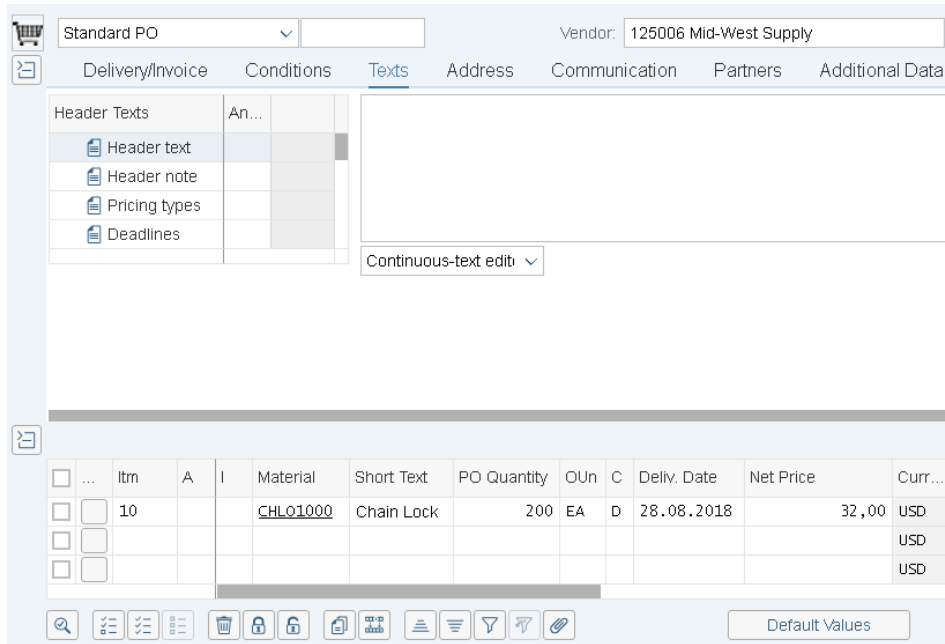 Standard PO Vendor: 125006 Mid-West Supply
Delivery/Invoice Conditions Texts Address Communication Partners Additional Data
Header Texts An...
Header text
Header note
Pricing types
Deadlines
Continuous-text edit
... Itm A I Material Short Text PO Quantity OUn C Deliv. Date Net Price Curr...
10 CHLO1000 Chain Lock 200 EA D 28.08.2018 32,00 USD
USD
USD
Default Values